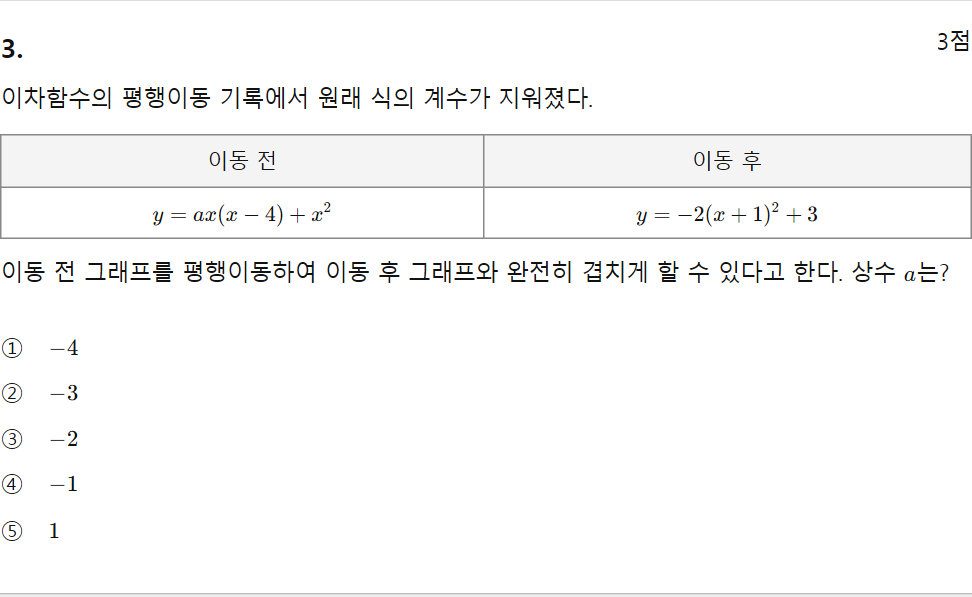 3.
3점
이차함수의 평행이동 기록에서 원래 식의 계수가 지워졌다.
이동 전 이동 후
y = ax(x − 4) + x² y = −2(x + 1)² + 3
이동 전 그래프를 평행이동하여 이동 후 그래프와 완전히 겹치게 할 수 있다고 한다. 상수 a는?
① −4
② −3
③ −2
④ −1
⑤ 1